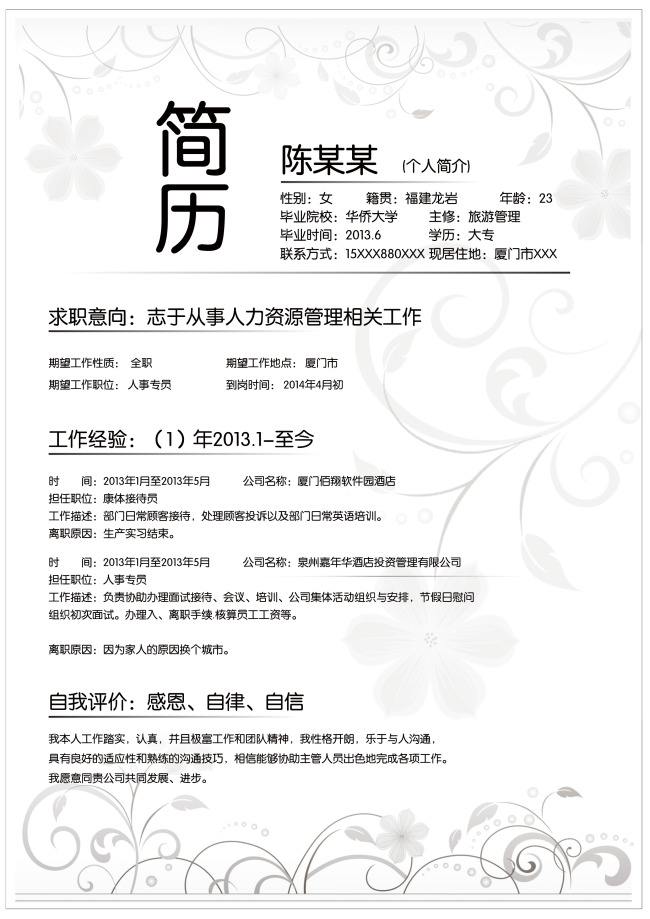 简历
陈某某 (个人简介)
性别：女 籍贯：福建龙岩 年龄：23
毕业院校：华侨大学 主修：旅游管理
毕业时间：2013.6 学历：大专
联系方式：15XXX880XXX 现居住地：厦门市XXX
求职意向：志于从事人力资源管理相关工作
期望工作性质： 全职 期望工作地点：厦门市
期望工作职位：人事专员 到岗时间：2014年4月初
工作经验：（1）年2013.1-至今
时 间：2013年1月至2013年5月 公司名称：厦门佰翔软件园酒店
担任职位：康体接待员
工作描述：部门日常顾客接待，处理顾客投诉以及部门日常英语培训。
离职原因：生产实习结束。
时 间：2013年1月至2013年5月 公司名称：泉州嘉年华酒店投资管理有限公司
担任职位：人事专员
工作描述：负责协助办理面试接待、会议、培训、公司集体活动组织与安排，节假日慰问
组织初次面试。办理入、离职手续.核算员工工资等。
离职原因：因为家人的原因换个城市。
自我评价：感恩、自律、自信
我本人工作踏实，认真，并且极富工作和团队精神，我性格开朗，乐于与人沟通，
具有良好的适应性和熟练的沟通技巧，相信能够协助主管人员出色地完成各项工作。
我愿意同贵公司共同发展、进步。